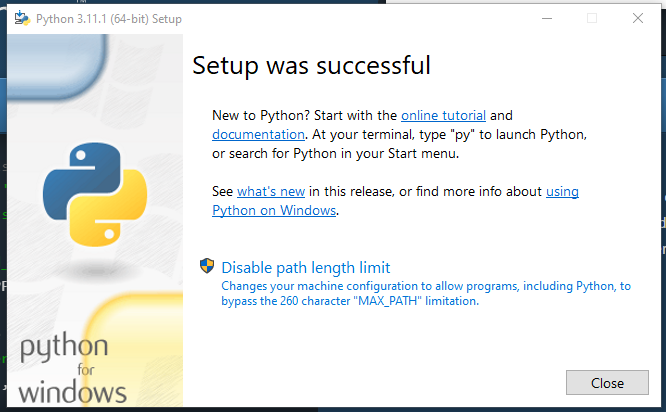 Python 3.11.1 (64-bit) Setup
Setup was successful
New to Python? Start with the online tutorial and
documentation. At your terminal, type "py" to launch Python,
or search for Python in your Start menu.
See what's new in this release, or find more info about using
Python on Windows.
Disable path length limit
Changes your machine configuration to allow programs, including Python, to
bypass the 260 character "MAX_PATH" limitation.
python
for
windows
Close